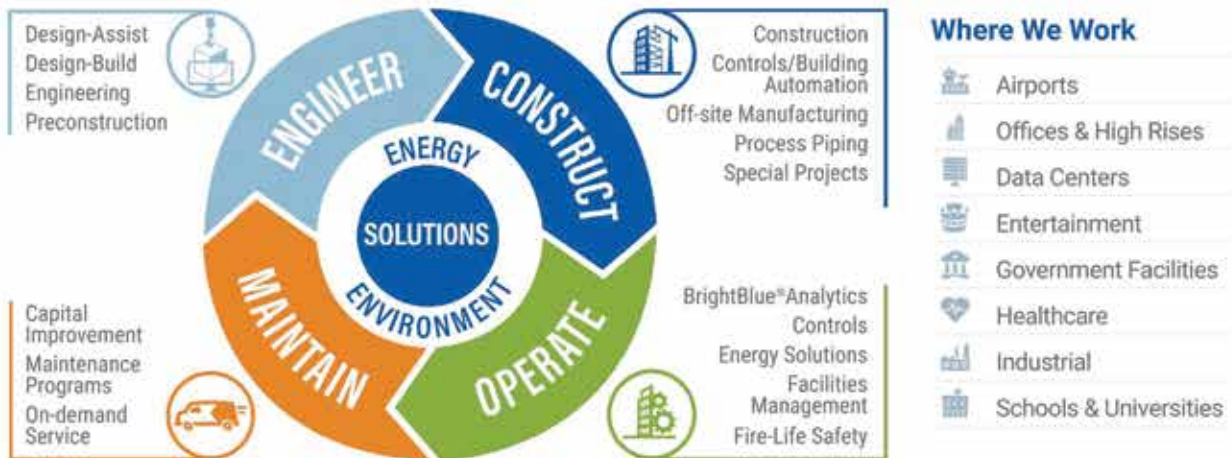 Design-Assist
Design-Build
Engineering
Preconstruction
ENGINEER
CONSTRUCT
Construction
Controls/Building
Automation
Off-site Manufacturing
Process Piping
Special Projects
ENERGY
SOLUTIONS
ENVIRONMENT
Capital
Improvement
Maintenance
Programs
On-demand
Service
MAINTAIN
OPERATE
BrightBlue®Analytics
Controls
Energy Solutions
Facilities
Management
Fire-Life Safety
Where We Work
Airports
Offices & High Rises
Data Centers
Entertainment
Government Facilities
Healthcare
Industrial
Schools & Universities